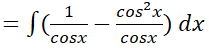 = ∫(1/cosx − cos²x/cosx) dx